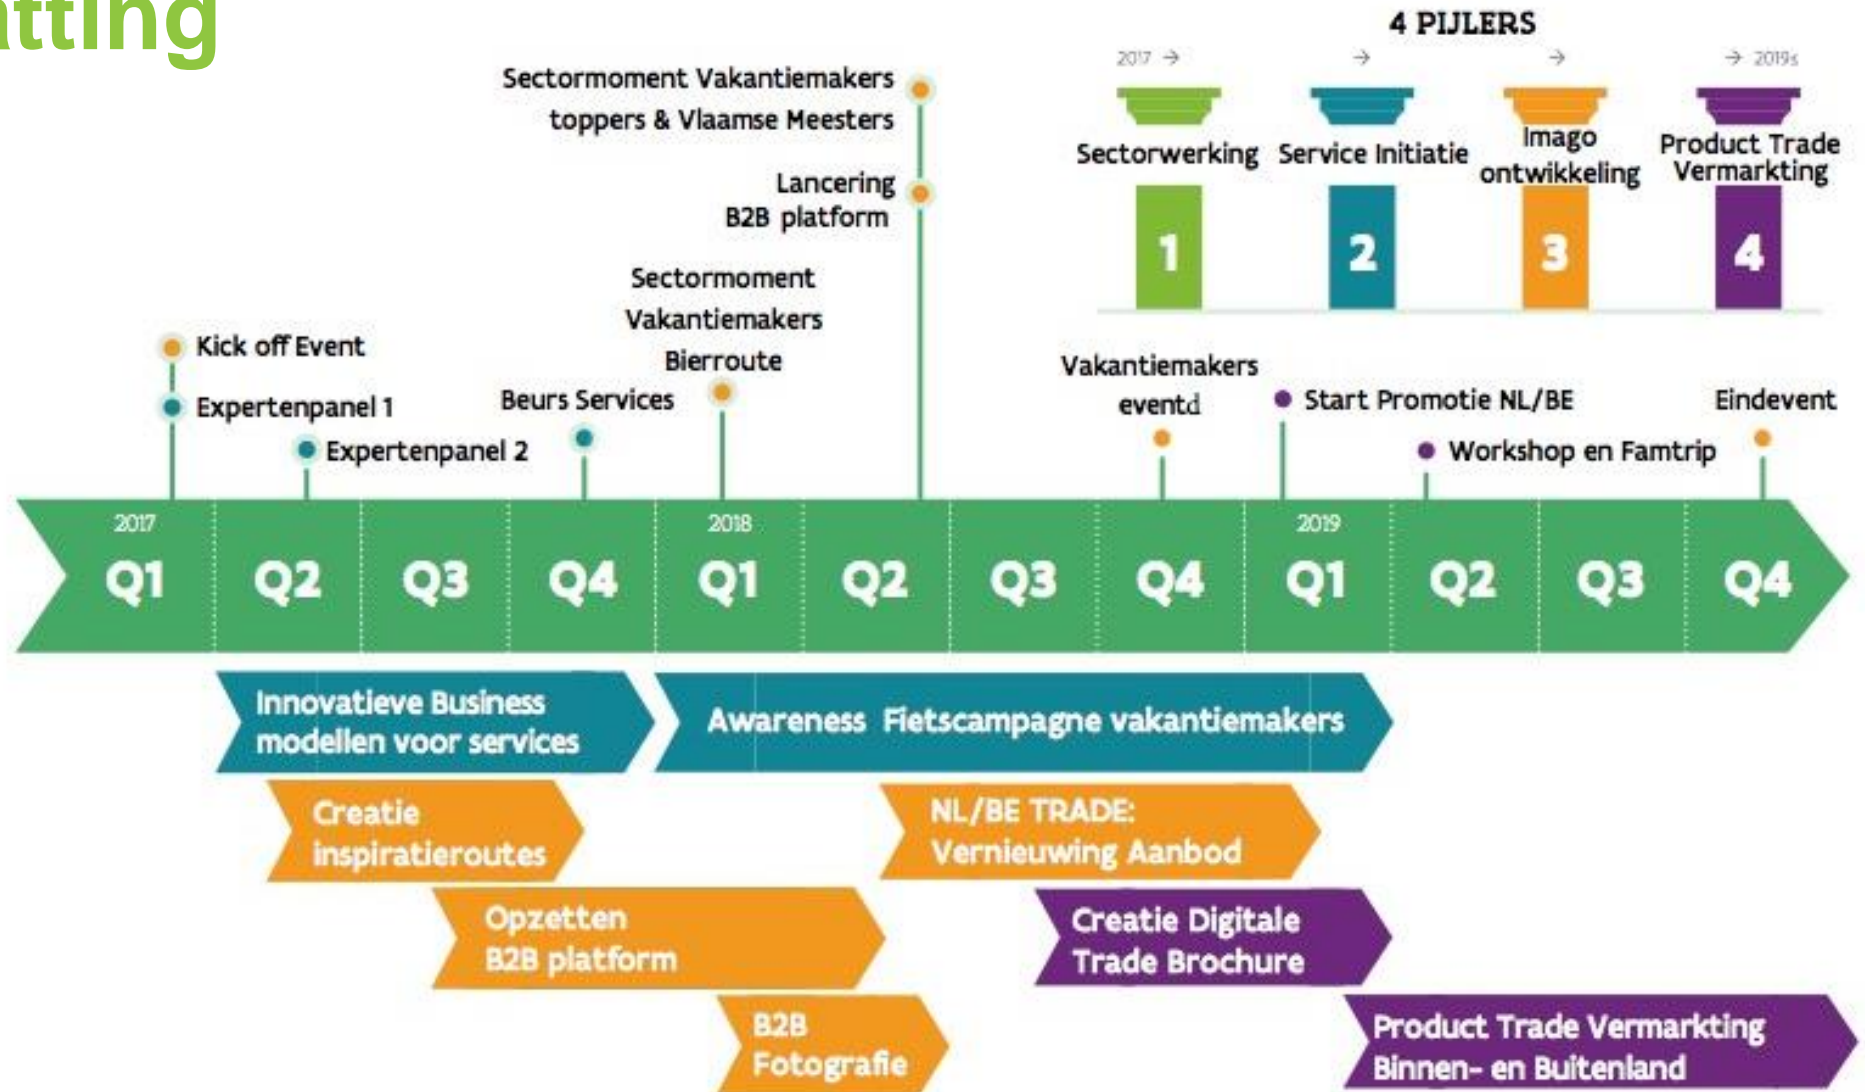 atting
4 PIJLERS
2017 → → → → 2019s
Sectorwerking
Service Initiatie
Imago
ontwikkeling
Product Trade
Vermarkting
1
2
3
4
Sectormoment Vakantiemakers
toppers & Vlaamse Meesters
Lancering
B2B platform
Sectormoment
Vakantiemakers
Bierroute
Kick off Event
Expertenpanel 1
Expertenpanel 2
Beurs Services
Vakantiemakers
eventd
Start Promotie NL/BE
Workshop en Famtrip
Eindevent
2017
Q1
Q2
Q3
Q4
2018
Q1
Q2
Q3
Q4
2019
Q1
Q2
Q3
Q4
Innovatieve Business
modellen voor services
Awareness Fietscampagne vakantiemakers
Creatie
inspiratieroutes
NL/BE TRADE:
Vernieuwing Aanbod
Opzetten
B2B platform
Creatie Digitale
Trade Brochure
B2B
Fotografie
Product Trade Vermarkting
Binnen- en Buitenland